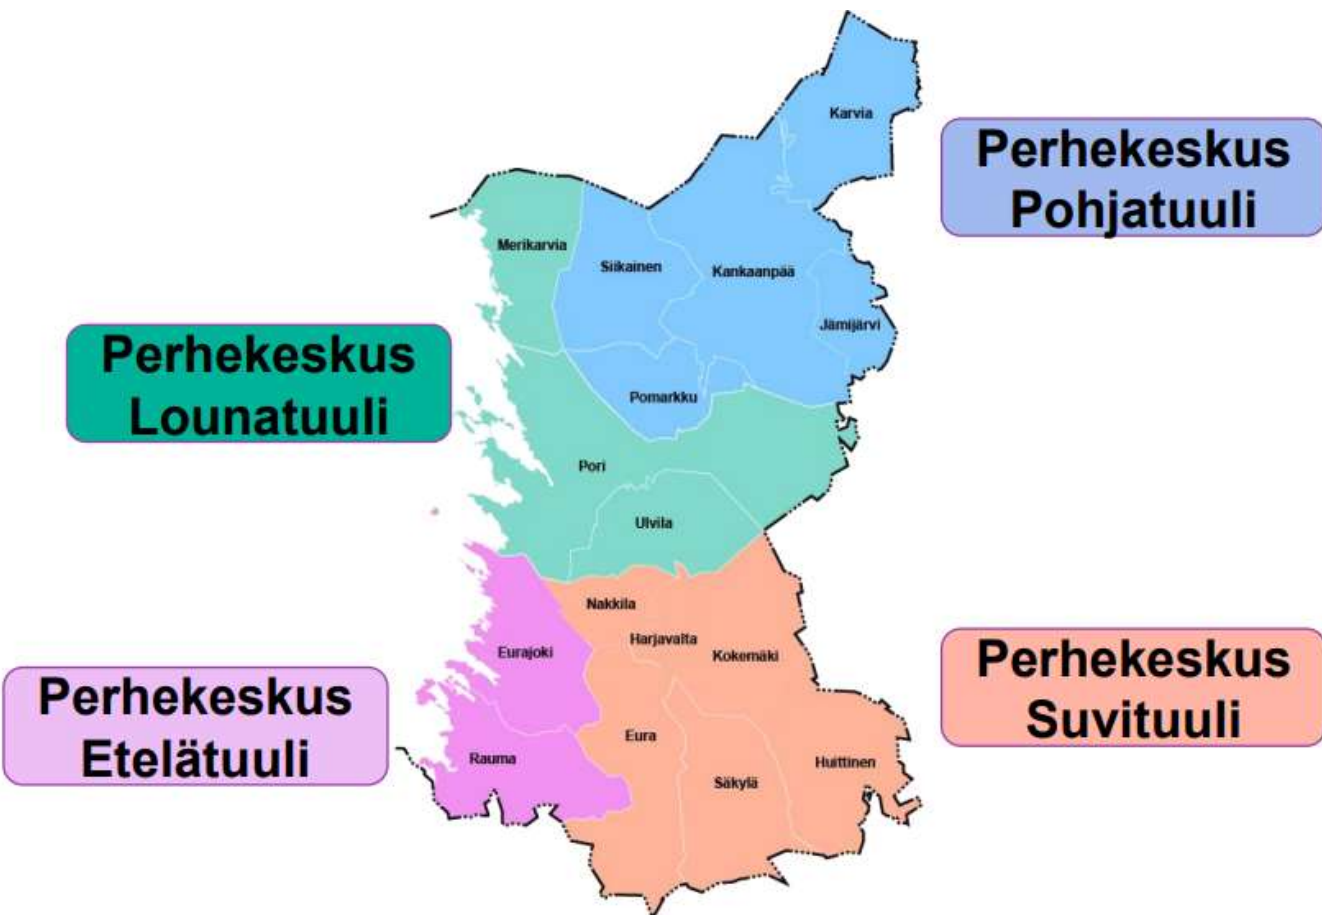 Karvia
Perhekeskus
Pohjatuuli
Merikarvia
Siikainen
Kankaanpää
Jämijärvi
Perhekeskus
Lounatuuli
Pomarkku
Pori
Ulvila
Nakkila
Harjavalta
Kokemäki
Eurajoki
Perhekeskus
Suvituuli
Perhekeskus
Etelätuuli
Rauma
Eura
Säkylä
Huittinen